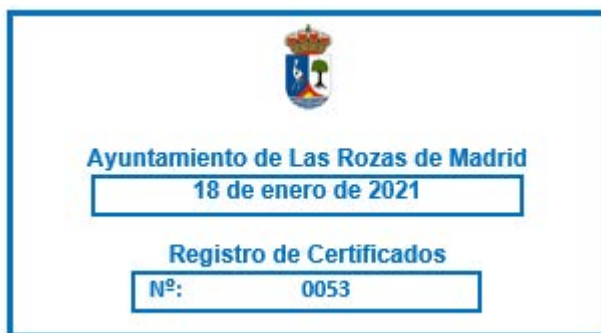 Ayuntamiento de Las Rozas de Madrid
18 de enero de 2021
Registro de Certificados
Nº: 0053